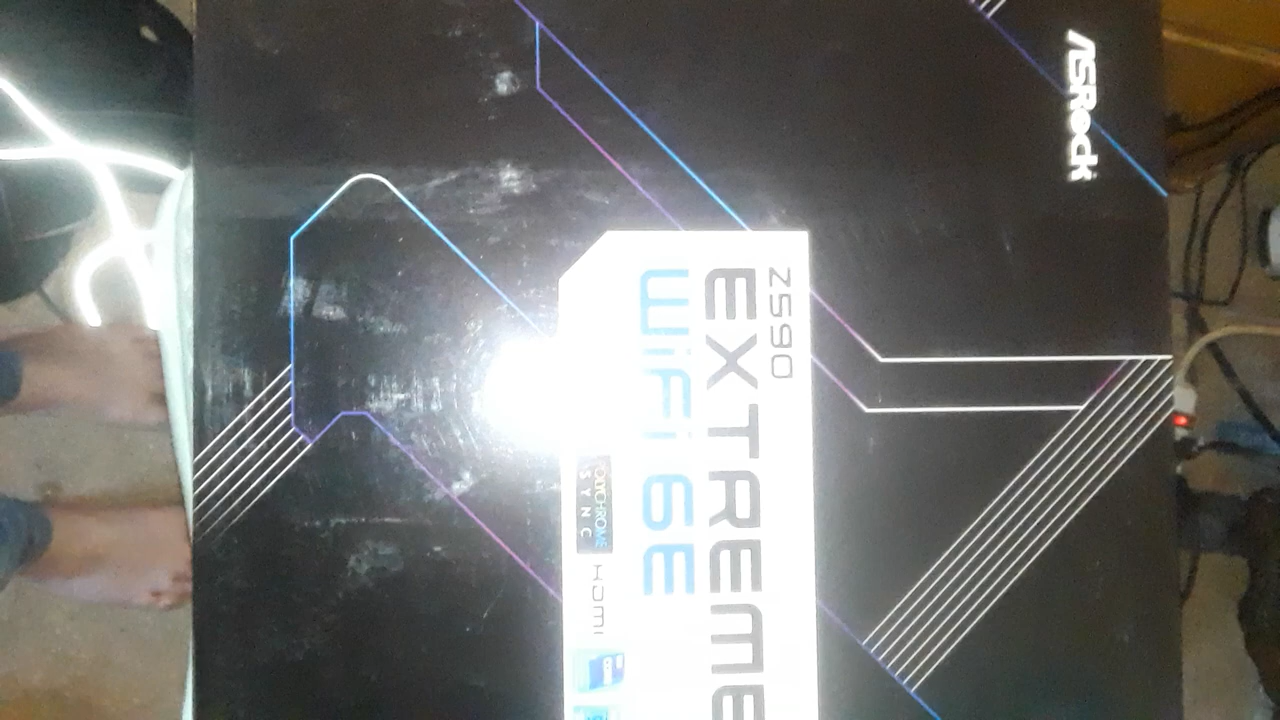 ASRock
Z590
EXTREME
WiFi 6E
POLYCHROME
SYNC
HDMI